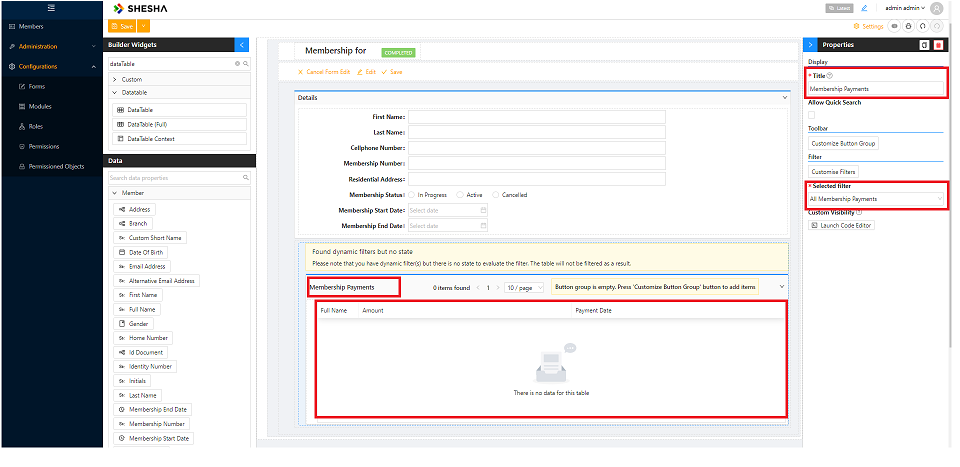 SHESHA
Latest
admin admin
Members
Administration
Configurations
Forms
Modules
Roles
Permissions
Permissioned Objects
Save
Settings
Builder Widgets
dataTable
Custom
Datatable
DataTable
DataTable (Full)
DataTable Context
Data
Search data properties
Member
Address
Branch
Custom Short Name
Date Of Birth
Email Address
Alternative Email Address
First Name
Full Name
Gender
Home Number
Id Document
Identity Number
Initials
Last Name
Membership End Date
Membership Number
Membership Start Date
Membership for
COMPLETED
Cancel Form Edit
Edit
Save
Details
First Name:
Last Name:
Cellphone Number:
Membership Number:
Residential Address:
Membership Status: In Progress Active Cancelled
Membership Start Date: Select date
Membership End Date: Select date
Found dynamic filters but no state
Please note that you have dynamic filter(s) but there is no state to evaluate the filter. The table will not be filtered as a result.
Membership Payments
0 items found < 1 > 10 / page
Button group is empty. Press 'Customize Button Group' button to add items
Full Name Amount Payment Date
There is no data for this table
Properties
Display
* Title
Membership Payments
Allow Quick Search
Toolbar
Customize Button Group
Filter
Customise Filters
* Selected filter
All Membership Payments
Custom Visibility
Launch Code Editor